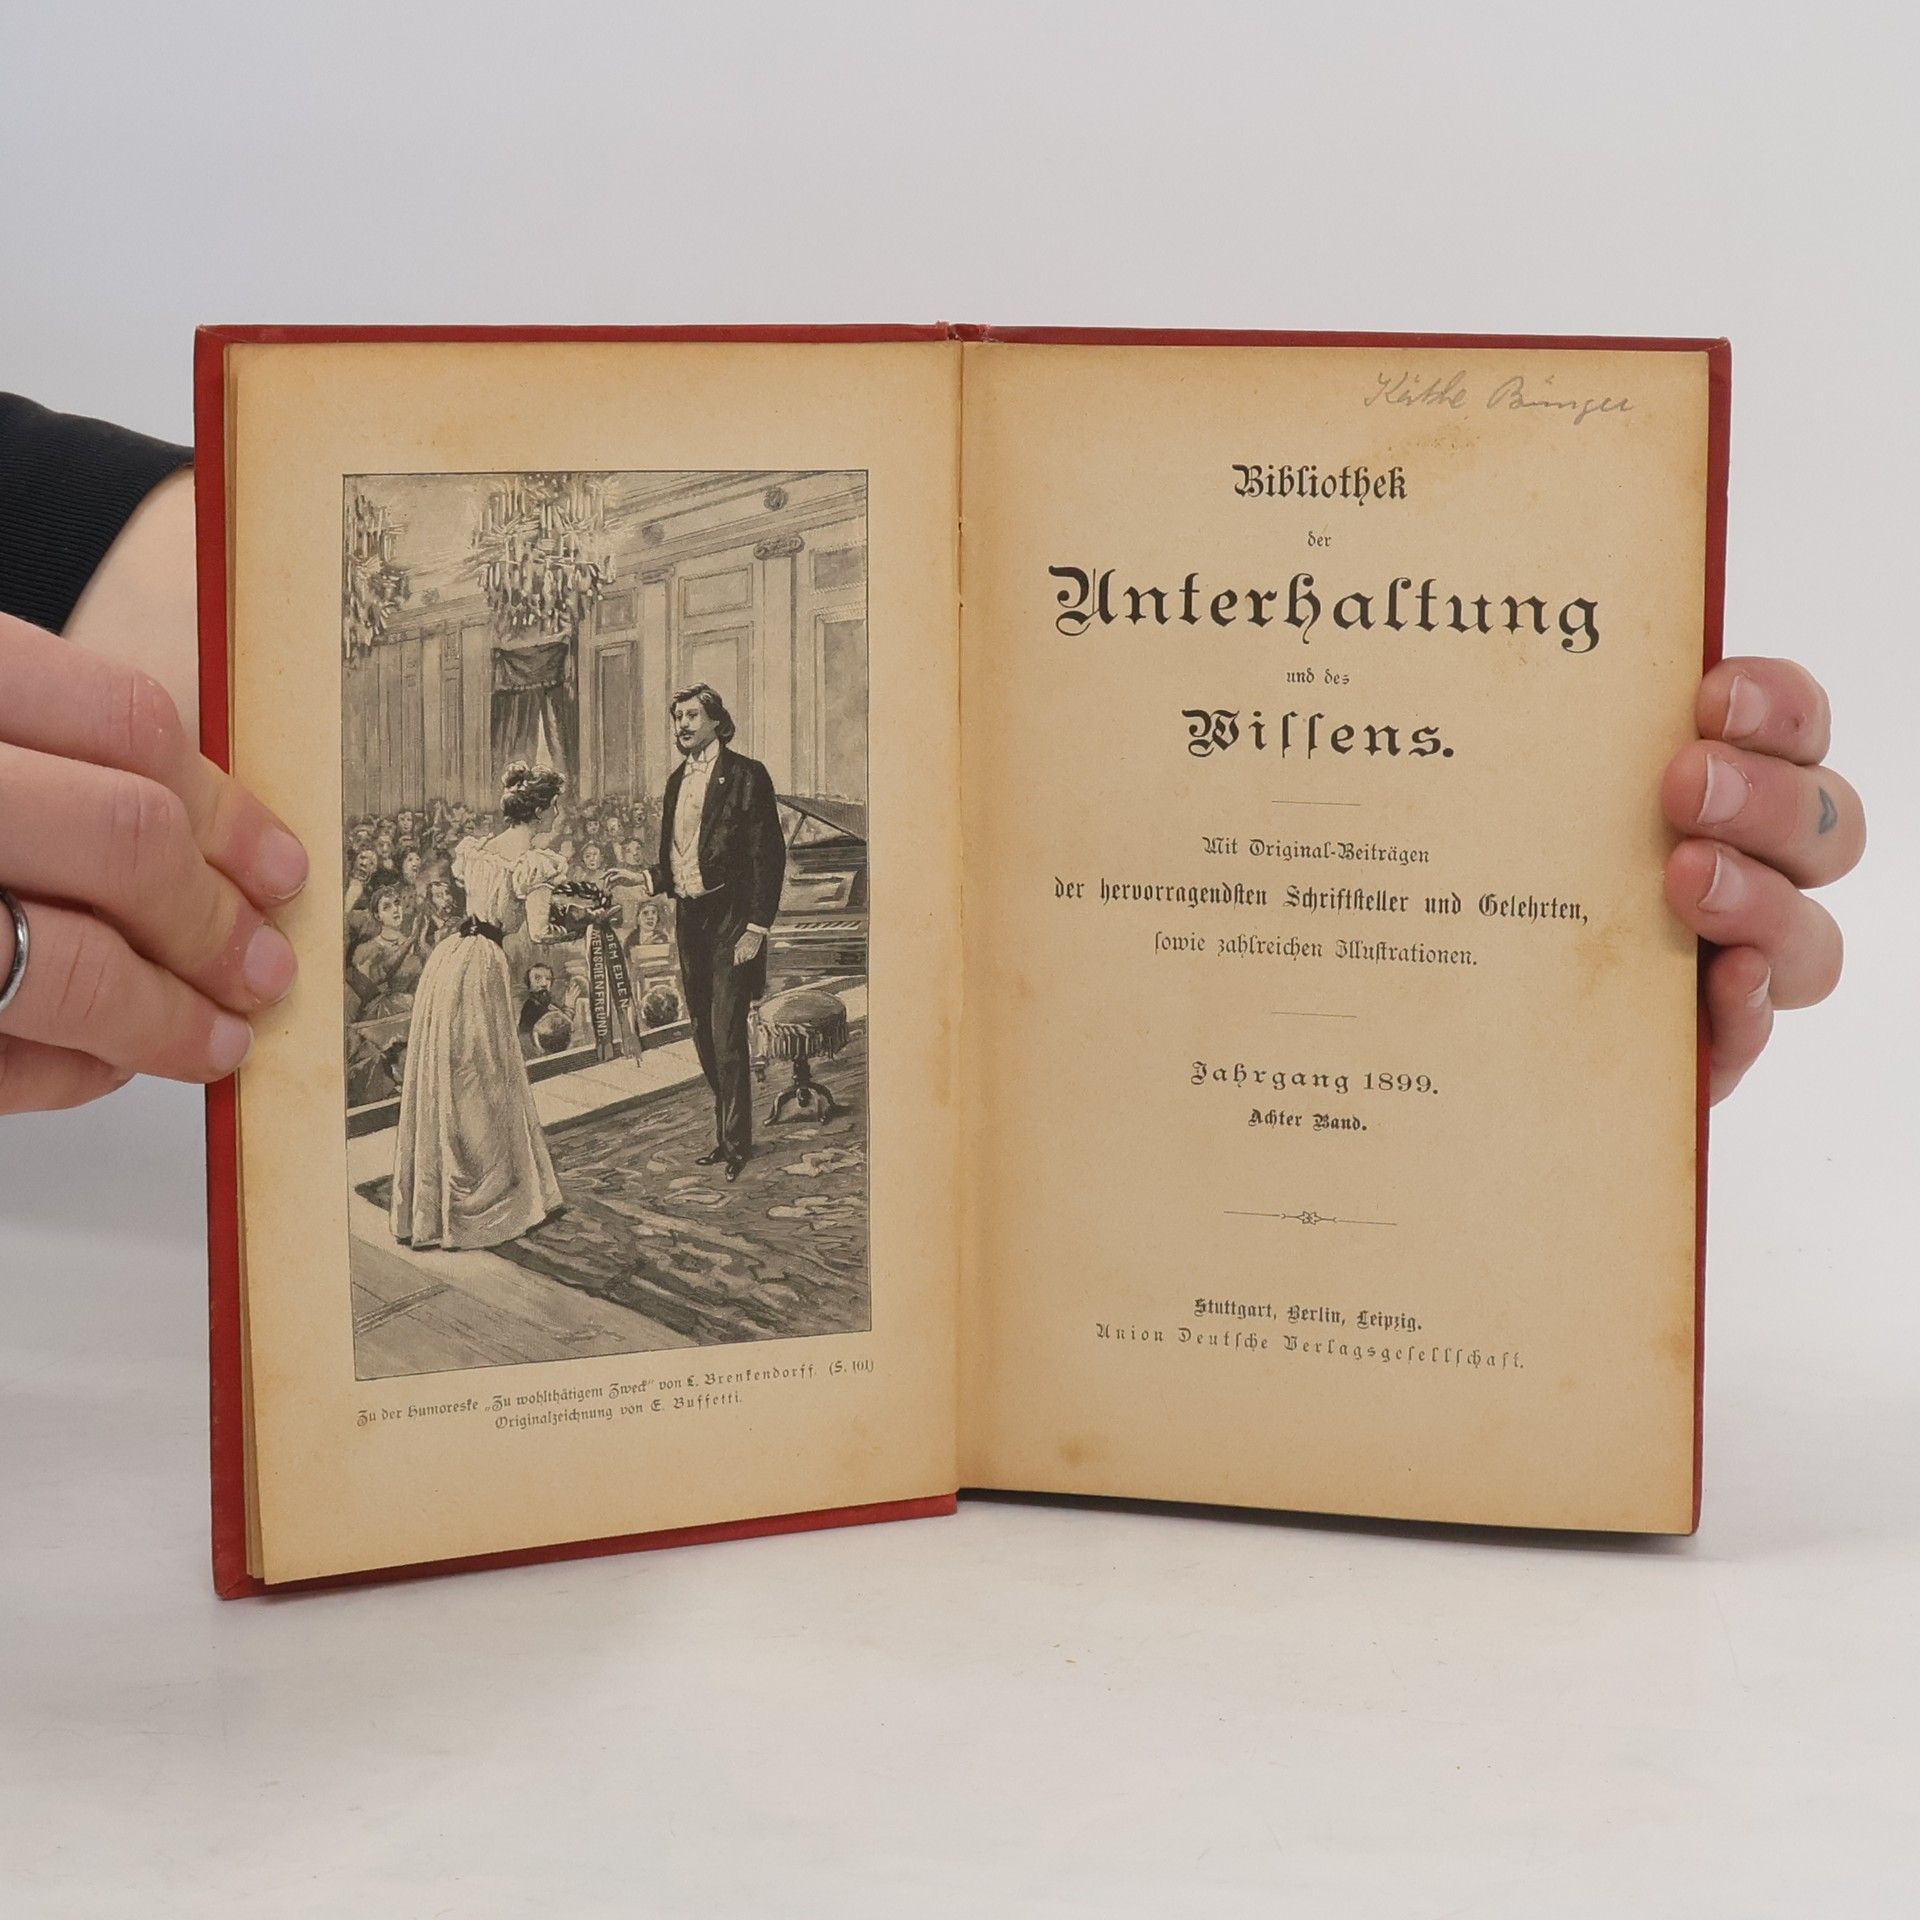 DEM EDLEN
MENSCHENFREUND
Zu der Humoreske „Zu wohlthätigem Zweck“ von L. Brenkendorff. (S. 101)
Originalzeichnung von E. Buffetti.
Käthe Bünger
Bibliothek
der
Unterhaltung
und des
Wissens.
Mit Original-Beiträgen
der hervorragendsten Schriftsteller und Gelehrten,
sowie zahlreichen Illustrationen.
Jahrgang 1899.
Achter Band.
Stuttgart, Berlin, Leipzig.
Union Deutsche Verlagsgesellschaft.